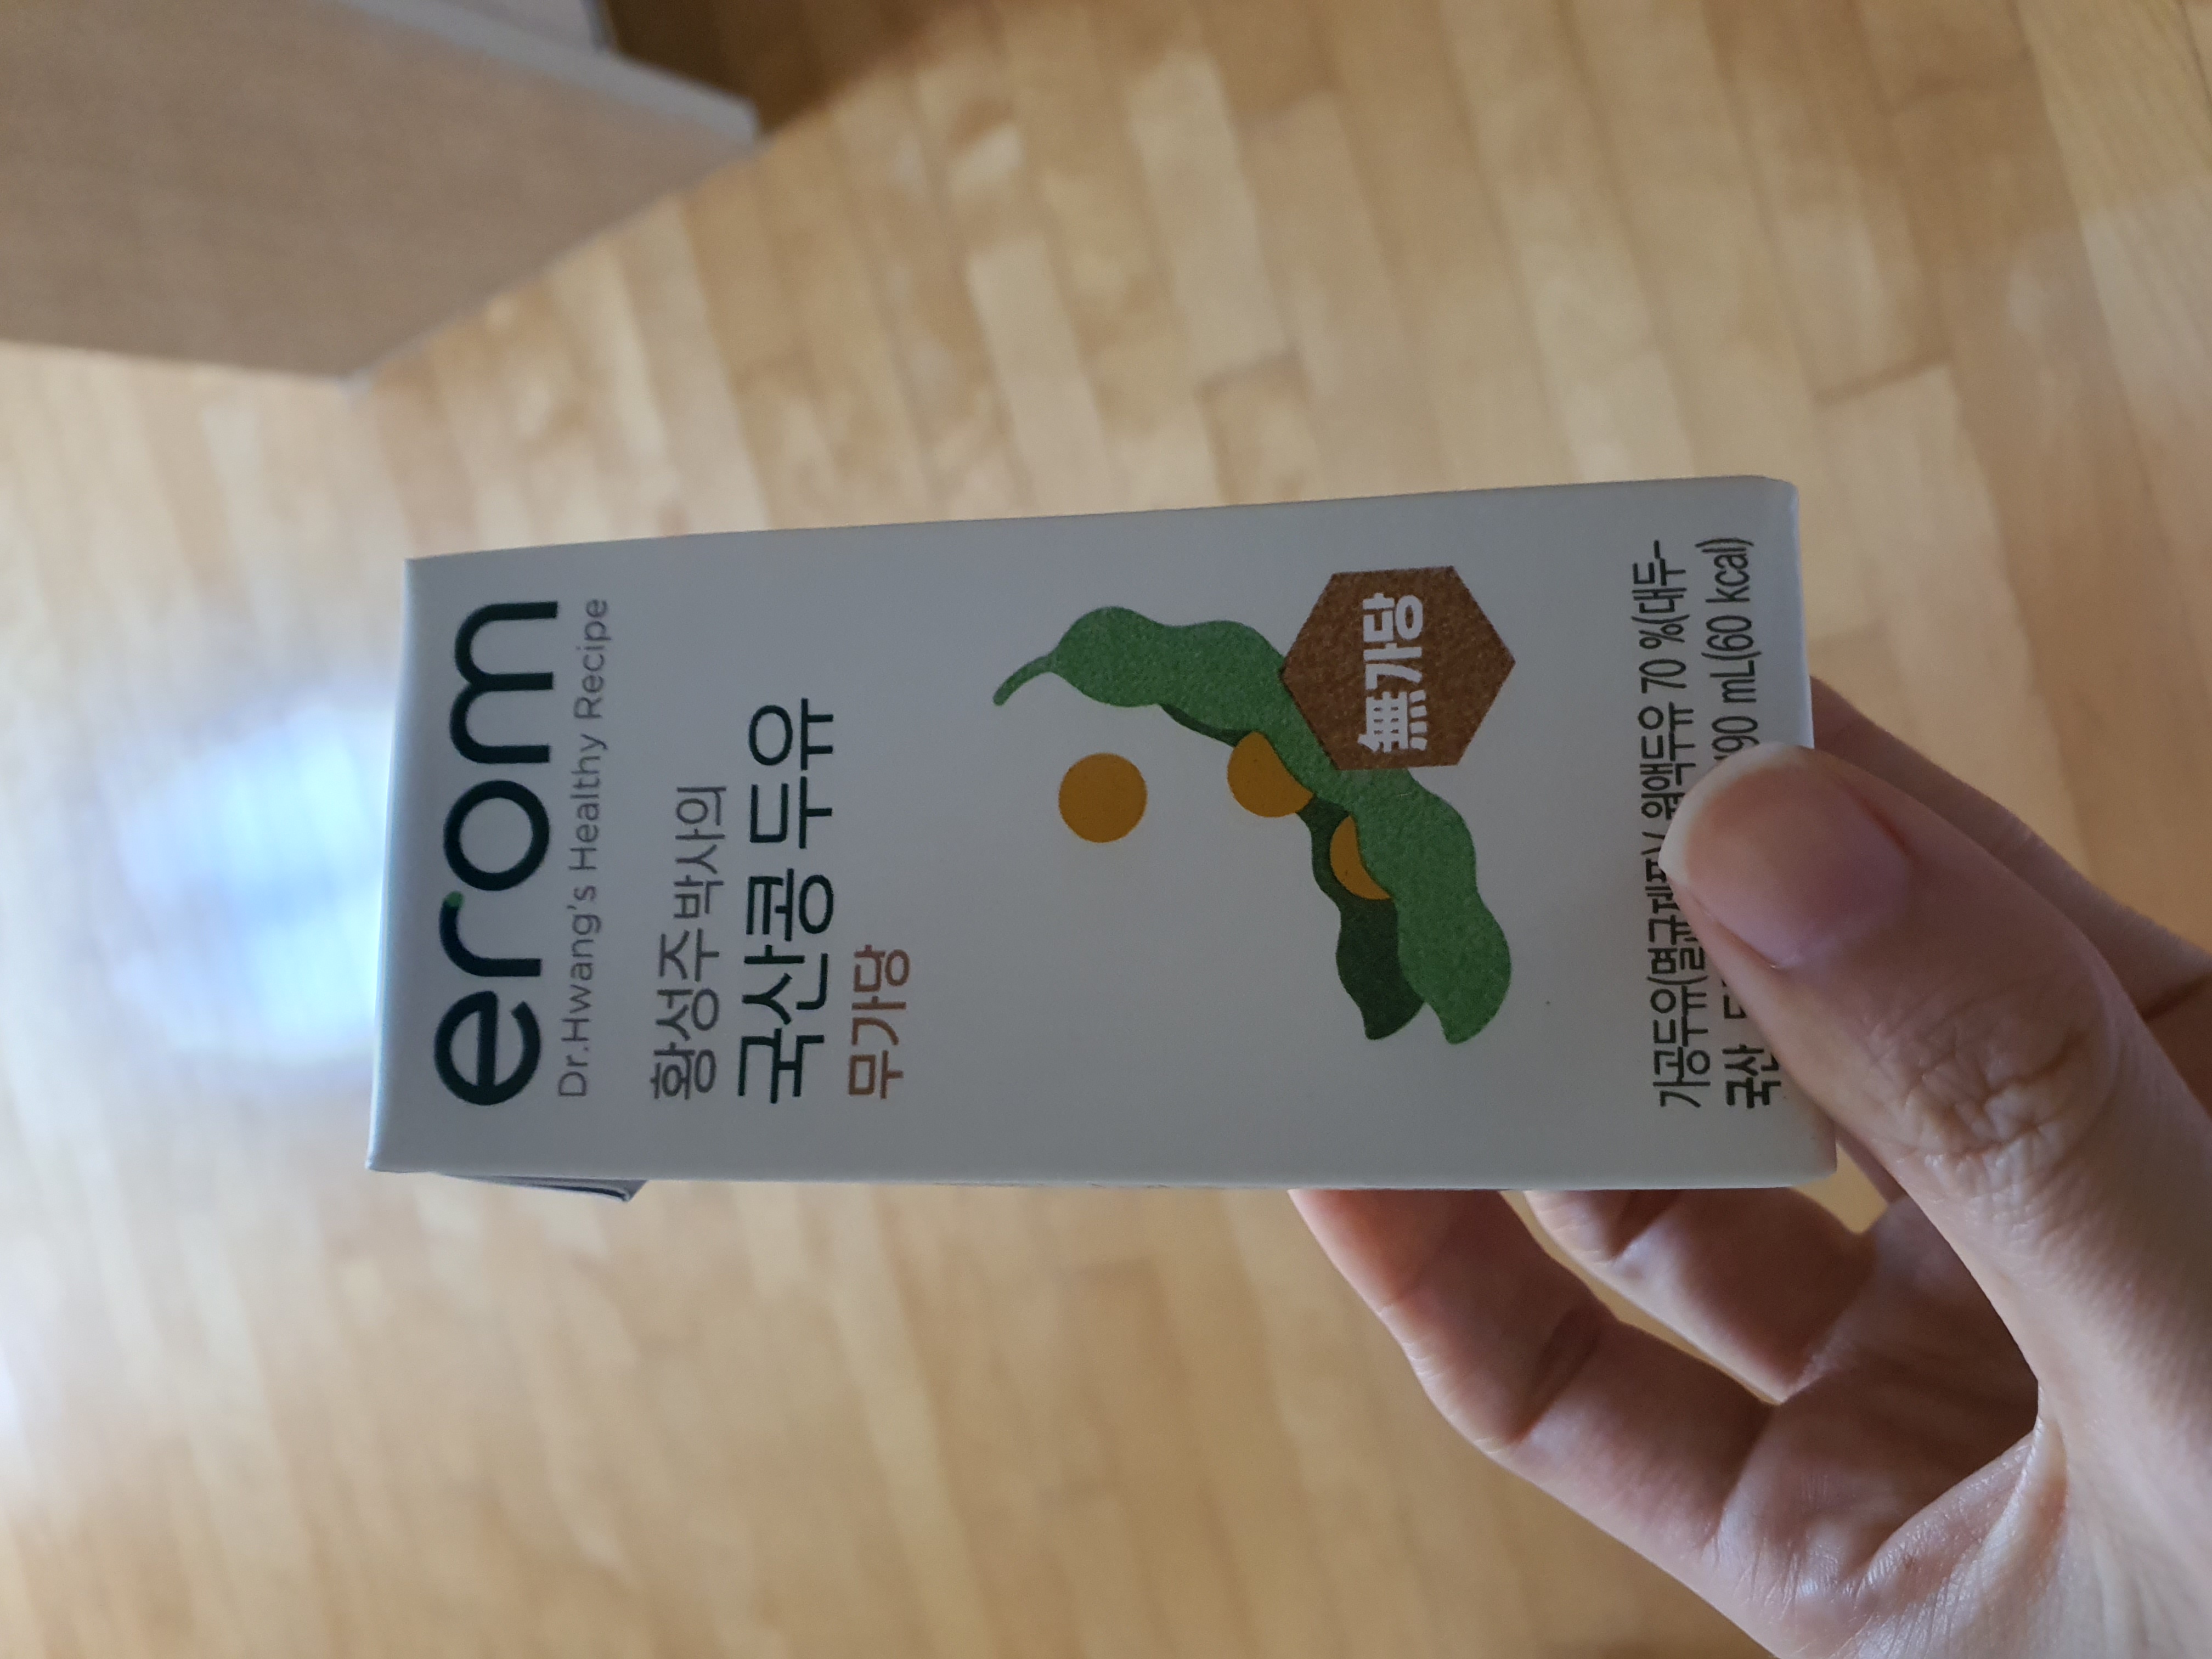 erom
Dr.Hwang's Healthy Recipe
황성주 박사의
국산콩 두유
무가당
無가당
가공두유(멸균제품) 원액두유 70 %(대두-
국산 90 mL(60 kcal)